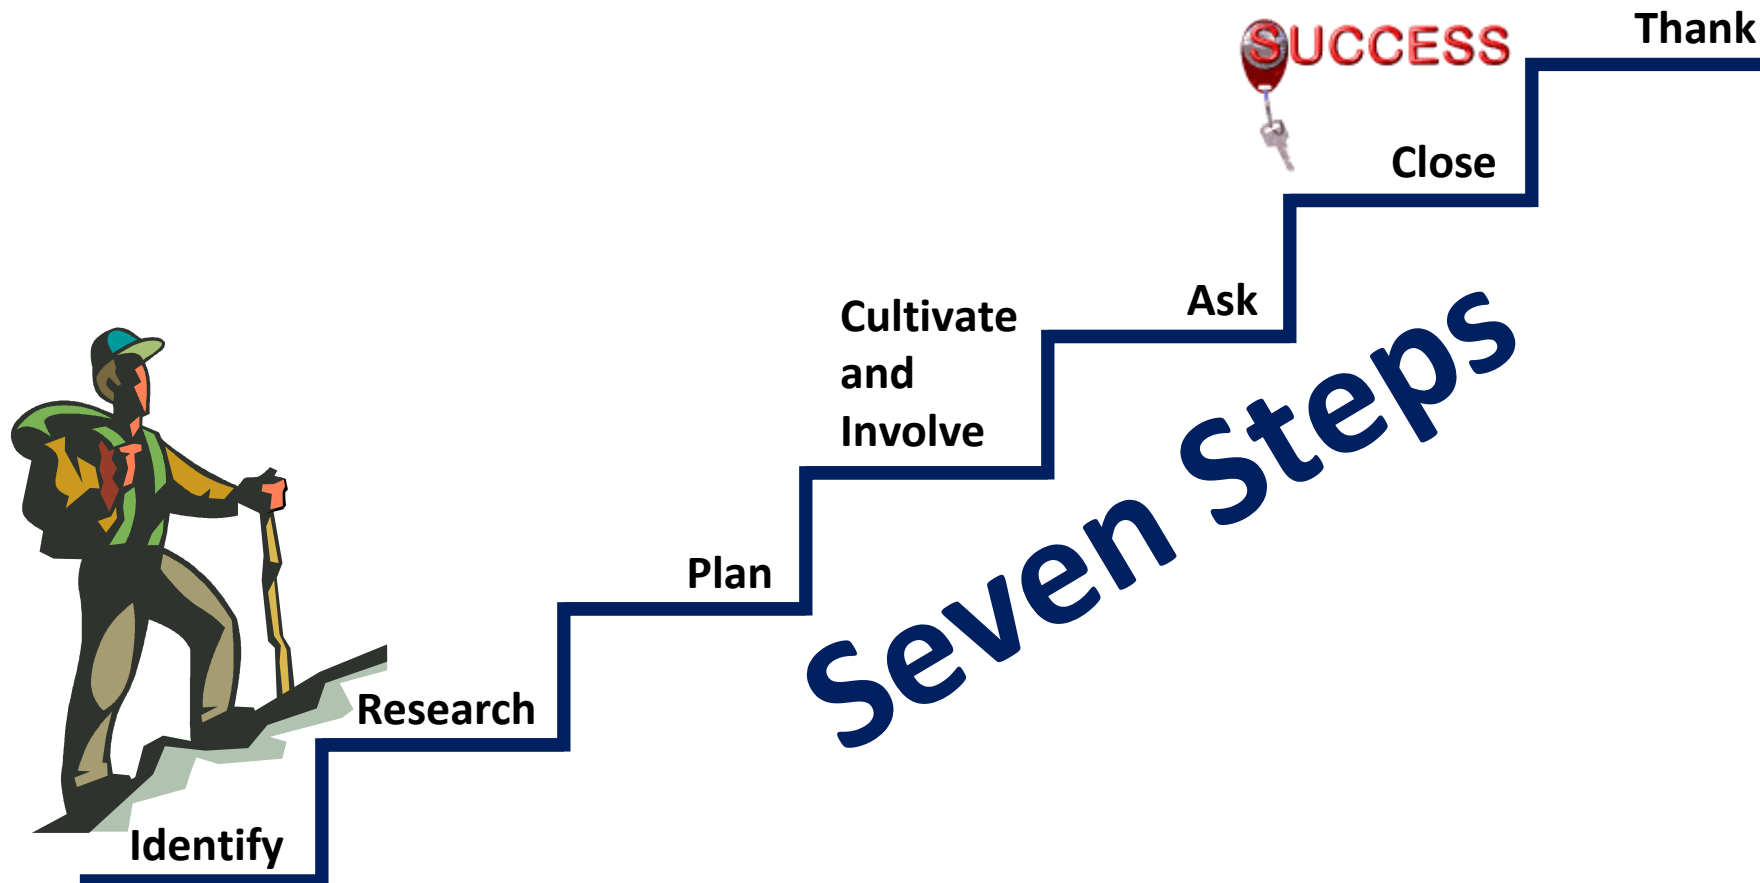 SUCCESS
Thank
Close
Ask
Cultivate
and
Involve
Plan
Research
Identify
Seven Steps